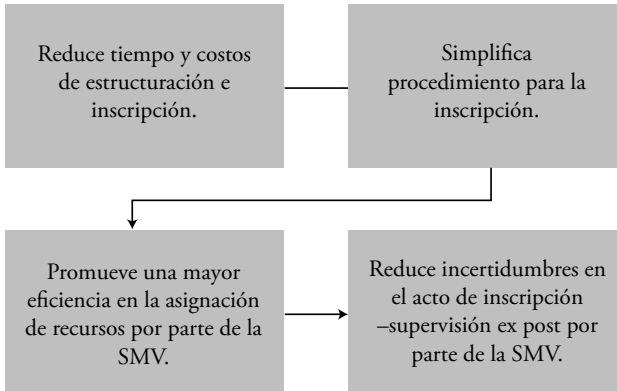 Reduce tiempo y costos
de estructuración e
inscripción.
Simplifica
procedimiento para la
inscripción.
Promueve una mayor
eficiencia en la asignación
de recursos por parte de la
SMV.
Reduce incertidumbres en
el acto de inscripción
–supervisión ex post por
parte de la SMV.